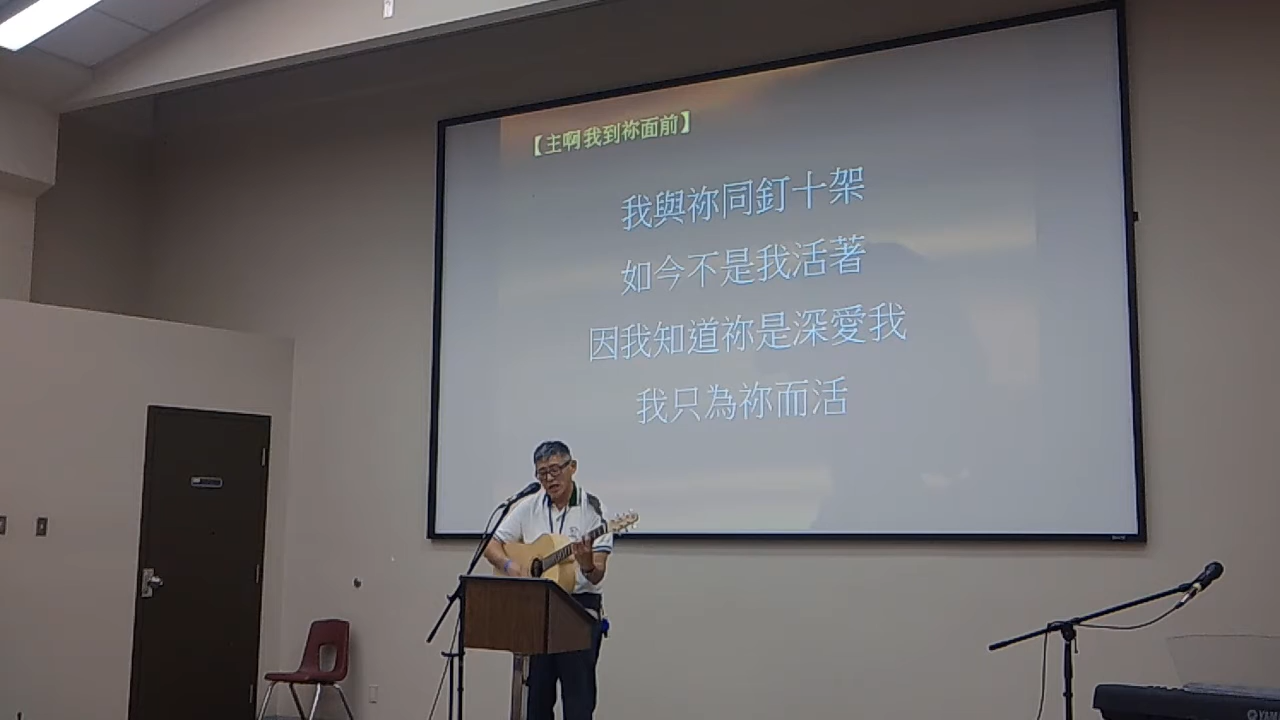 【主啊我到祢面前】
我與祢同釘十架
如今不是我活著
因我知道祢是深愛我
我只為祢而活